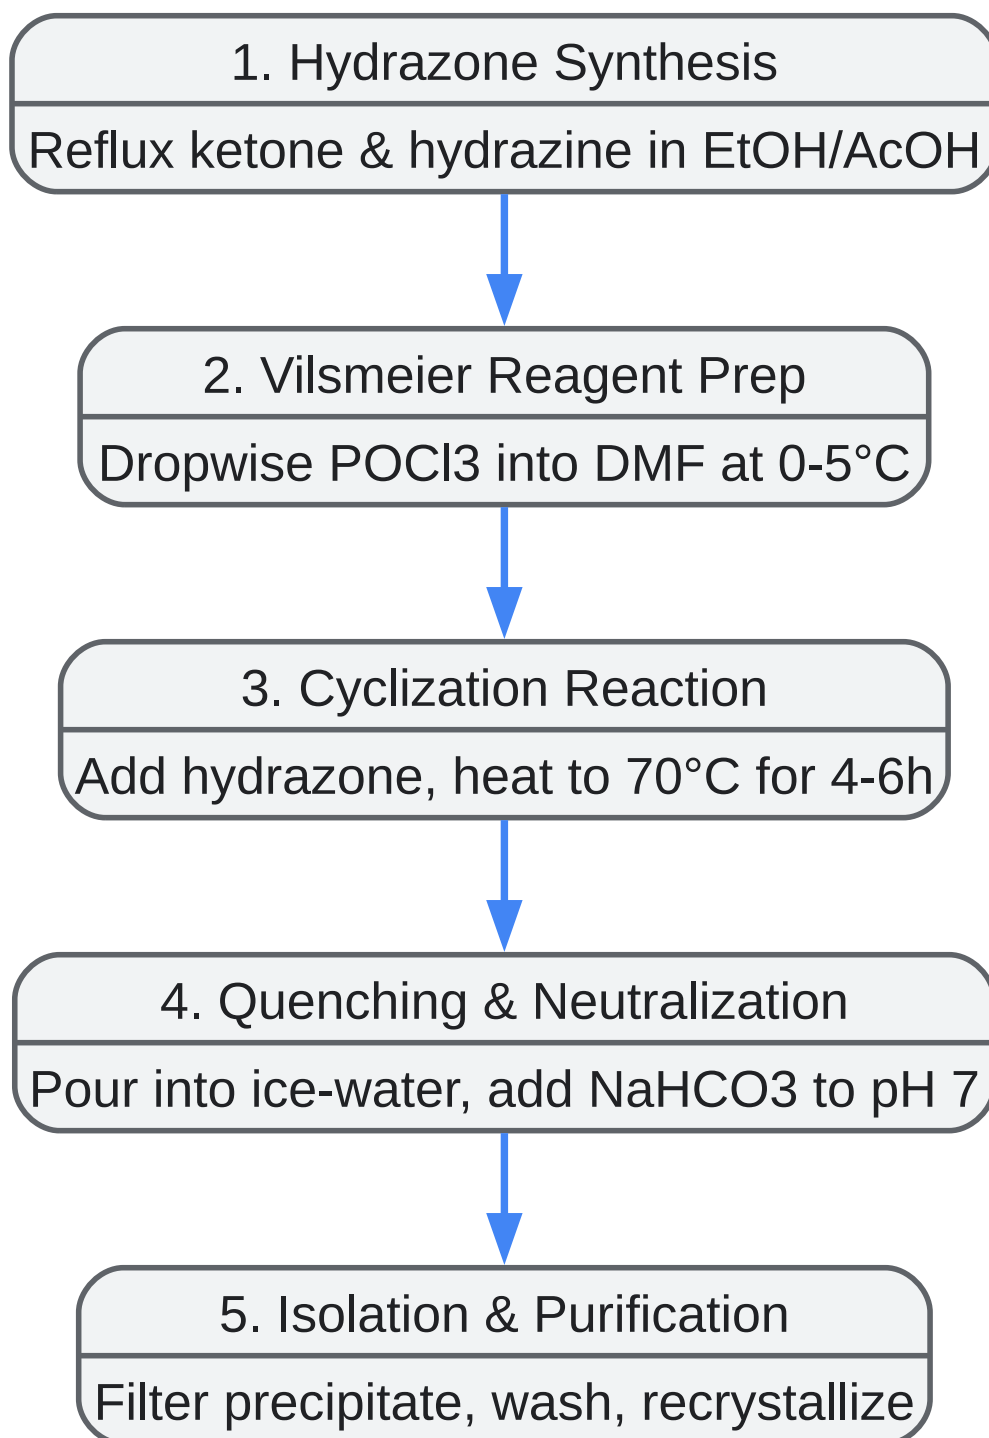 1. Hydrazone Synthesis
Reflux ketone & hydrazine in EtOH/AcOH
2. Vilsmeier Reagent Prep
Dropwise POCl3 into DMF at 0-5°C
3. Cyclization Reaction
Add hydrazone, heat to 70°C for 4-6h
4. Quenching & Neutralization
Pour into ice-water, add NaHCO3 to pH 7
5. Isolation & Purification
Filter precipitate, wash, recrystallize